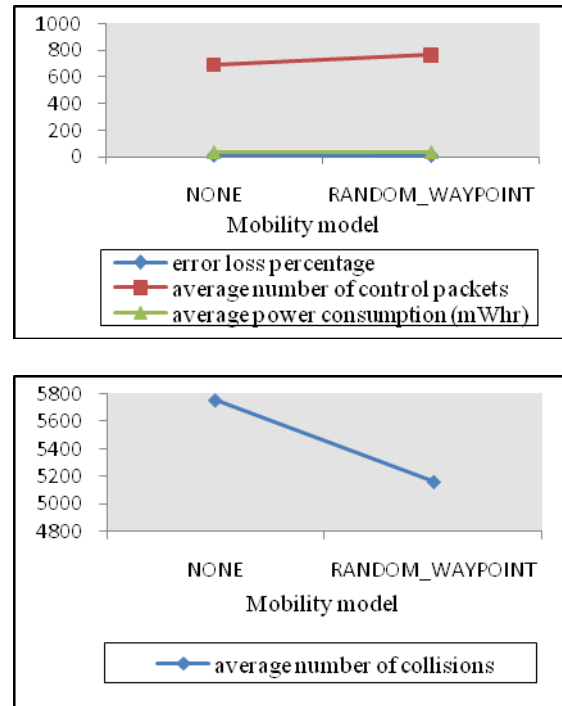 1000
800
600
400
200
0
NONE RANDOM_WAYPOINT
Mobility model
error loss percentage
average number of control packets
average power consumption (mWhr)
5800
5600
5400
5200
5000
4800
NONE RANDOM_WAYPOINT
Mobility model
average number of collisions